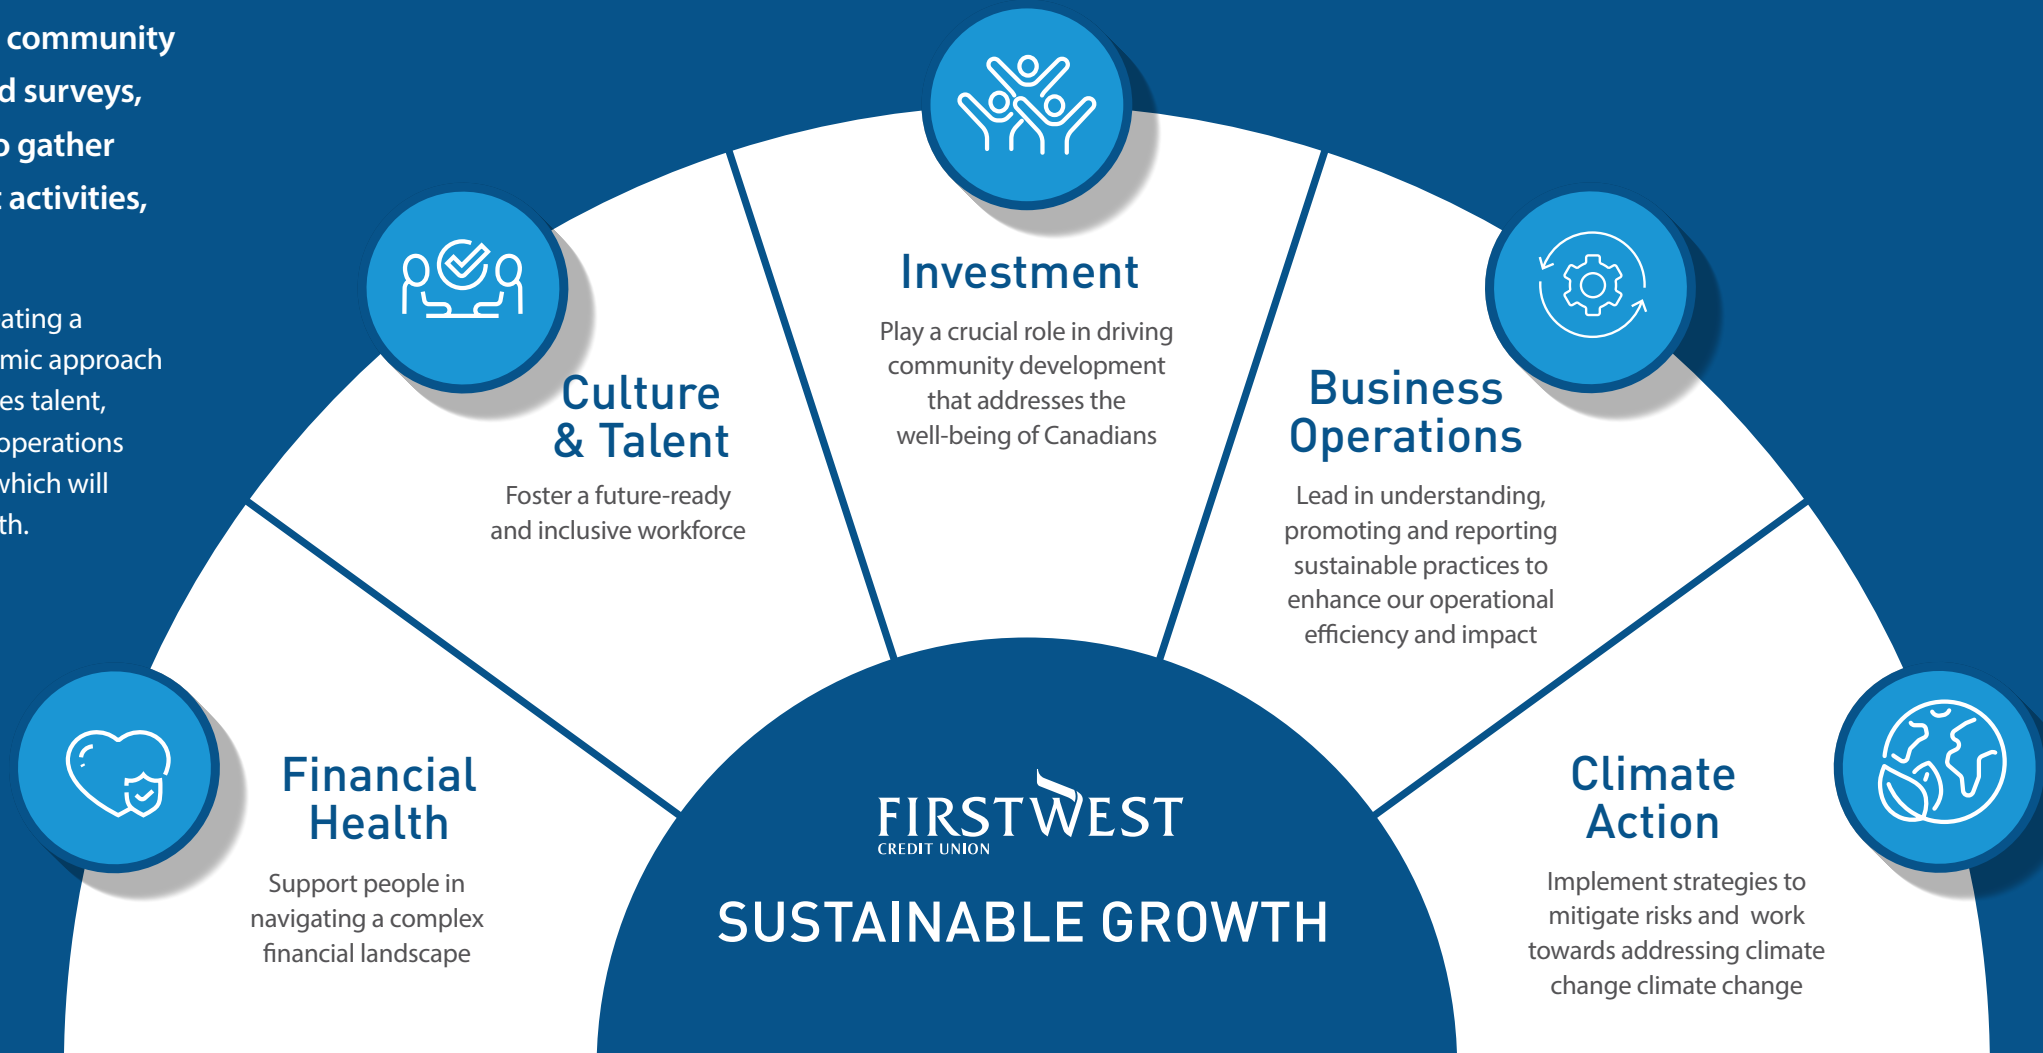 community
d surveys,
o gather
activities,
ating a
mic approach
es talent,
operations
which will
th.
Financial
Health
Support people in
navigating a complex
financial landscape
Culture
& Talent
Foster a future-ready
and inclusive workforce
Investment
Play a crucial role in driving
community development
that addresses the
well-being of Canadians
Business
Operations
Lead in understanding,
promoting and reporting
sustainable practices to
enhance our operational
efficiency and impact
Climate
Action
Implement strategies to
mitigate risks and work
towards addressing climate
change climate change
FIRST WEST
CREDIT UNION
SUSTAINABLE GROWTH